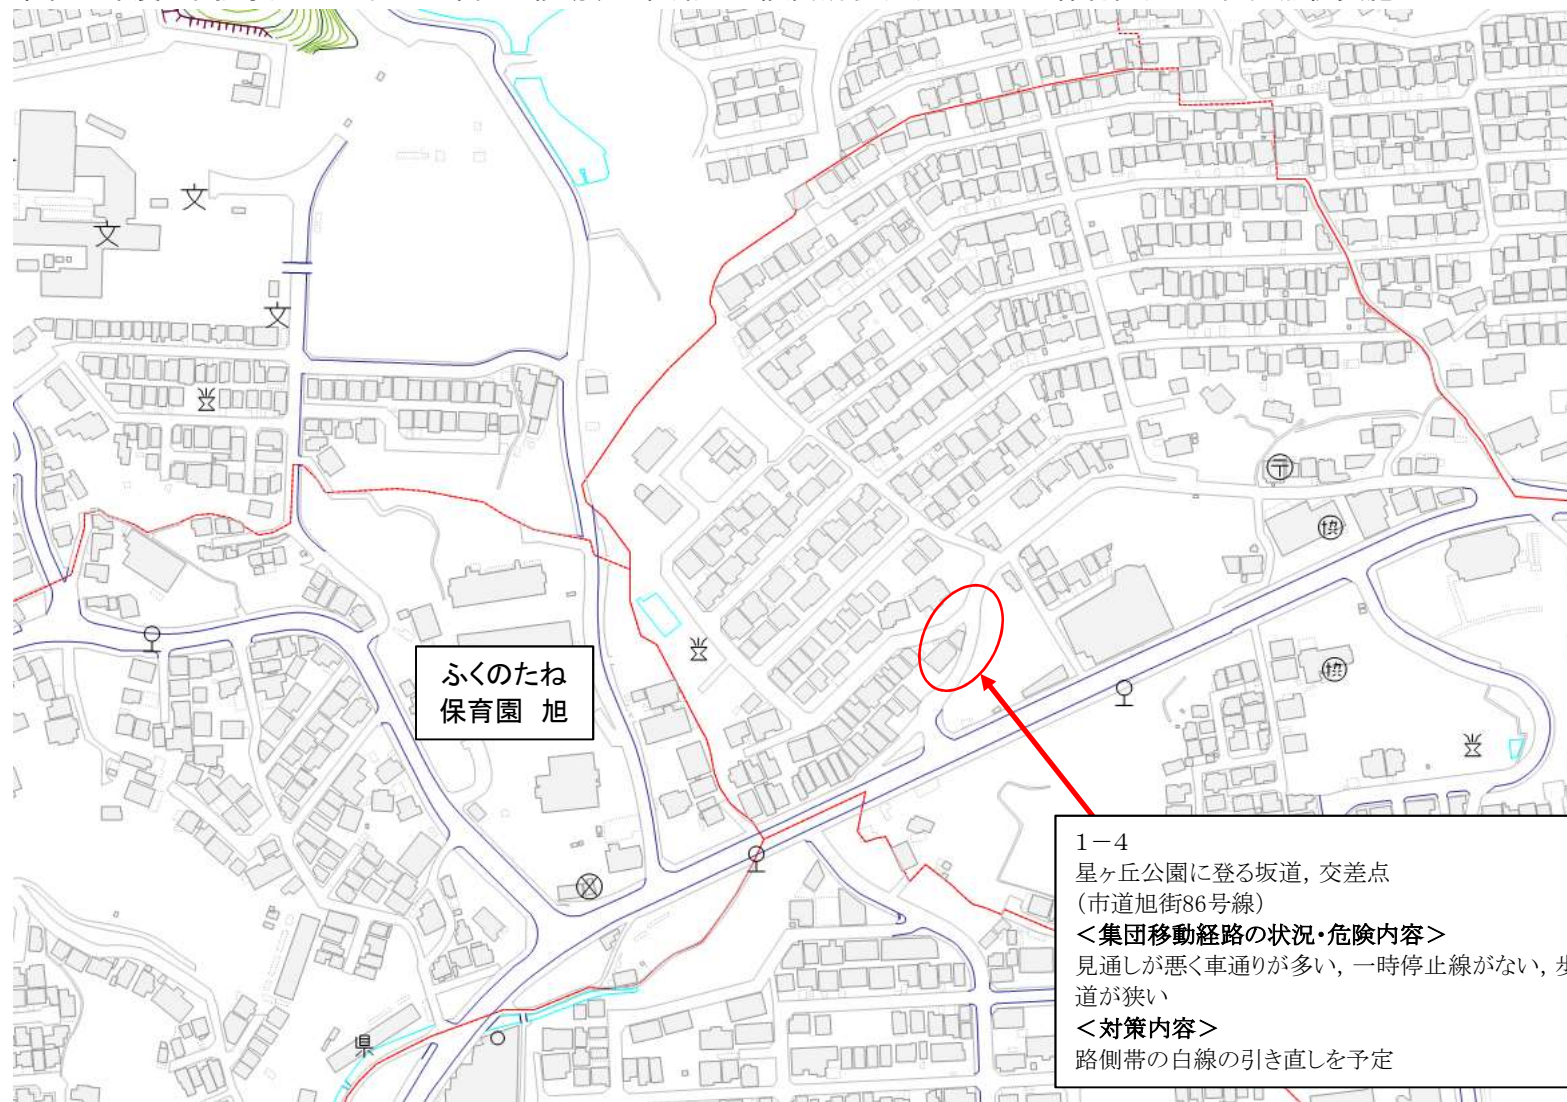 文
文
文
〒
協
協
ふくのたね
保育園 旭
県
1-4
星ヶ丘公園に登る坂道，交差点
（市道旭街86号線）
＜集団移動経路の状況・危険内容＞
見通しが悪く車通りが多い，一時停止線がない，歩
道が狭い
＜対策内容＞
路側帯の白線の引き直しを予定